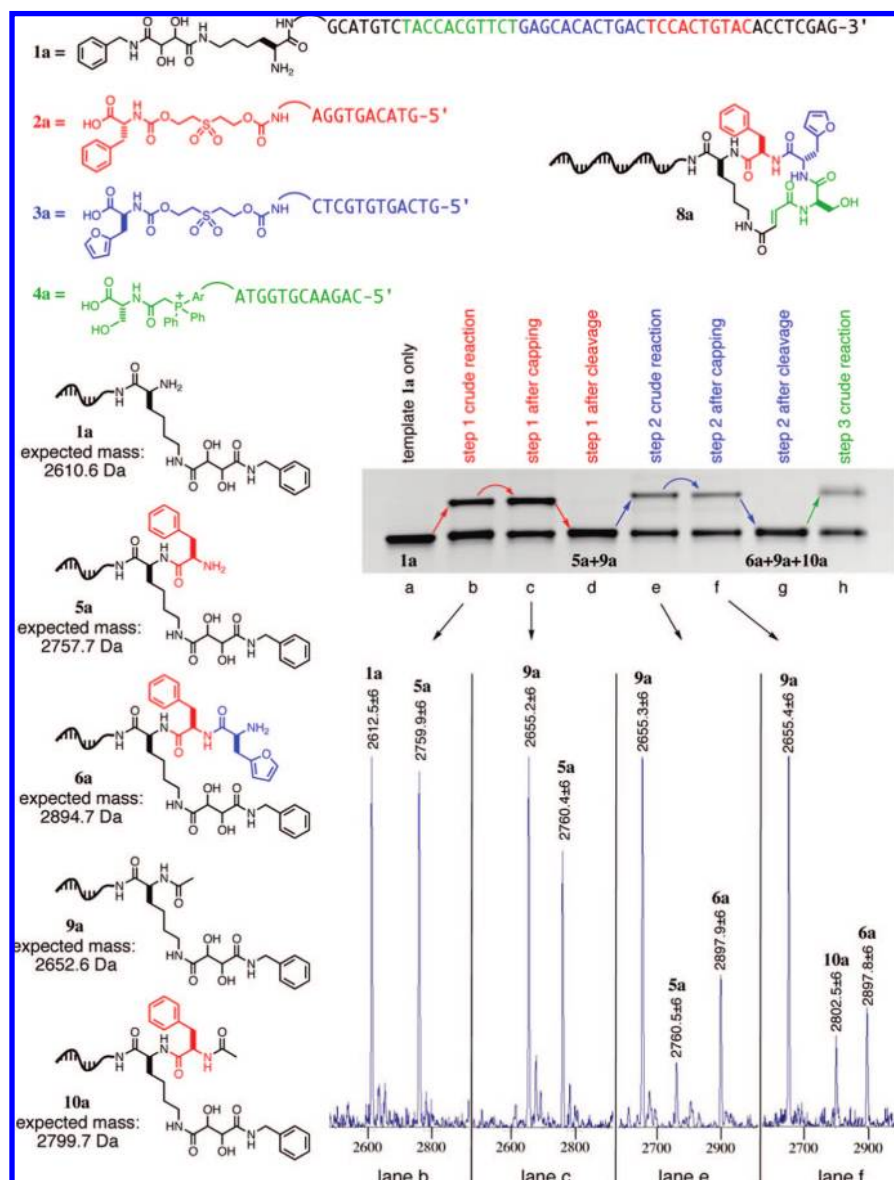 1a =
GCATGTCTACCACGTTCTGAGCACACTGACTCCACTGTACACCTCGAG-3'
2a =
AGGTGACATG-5'
3a =
CTCGTGTGACTG-5'
8a
4a =
ATGGTGCAAGAC-5'
template 1a only
step 1 crude reaction
step 1 after capping
step 1 after cleavage
step 2 crude reaction
step 2 after capping
step 2 after cleavage
step 3 crude reaction
1a
expected mass:
2610.6 Da
1a 5a+9a 6a+9a+10a
a b c d e f g h
5a
expected mass:
2757.7 Da
1a 2612.5±6
5a 2759.9±6
9a 2655.2±6
5a 2760.4±6
9a 2655.3±6
5a 2760.5±6
6a 2897.9±6
9a 2655.4±6
10a 2802.5±6
6a 2897.8±6
6a
expected mass:
2894.7 Da
9a
expected mass:
2652.6 Da
10a
expected mass:
2799.7 Da
2600 2800 2600 2800 2700 2900 2700 2900
lane b lane c lane e lane f